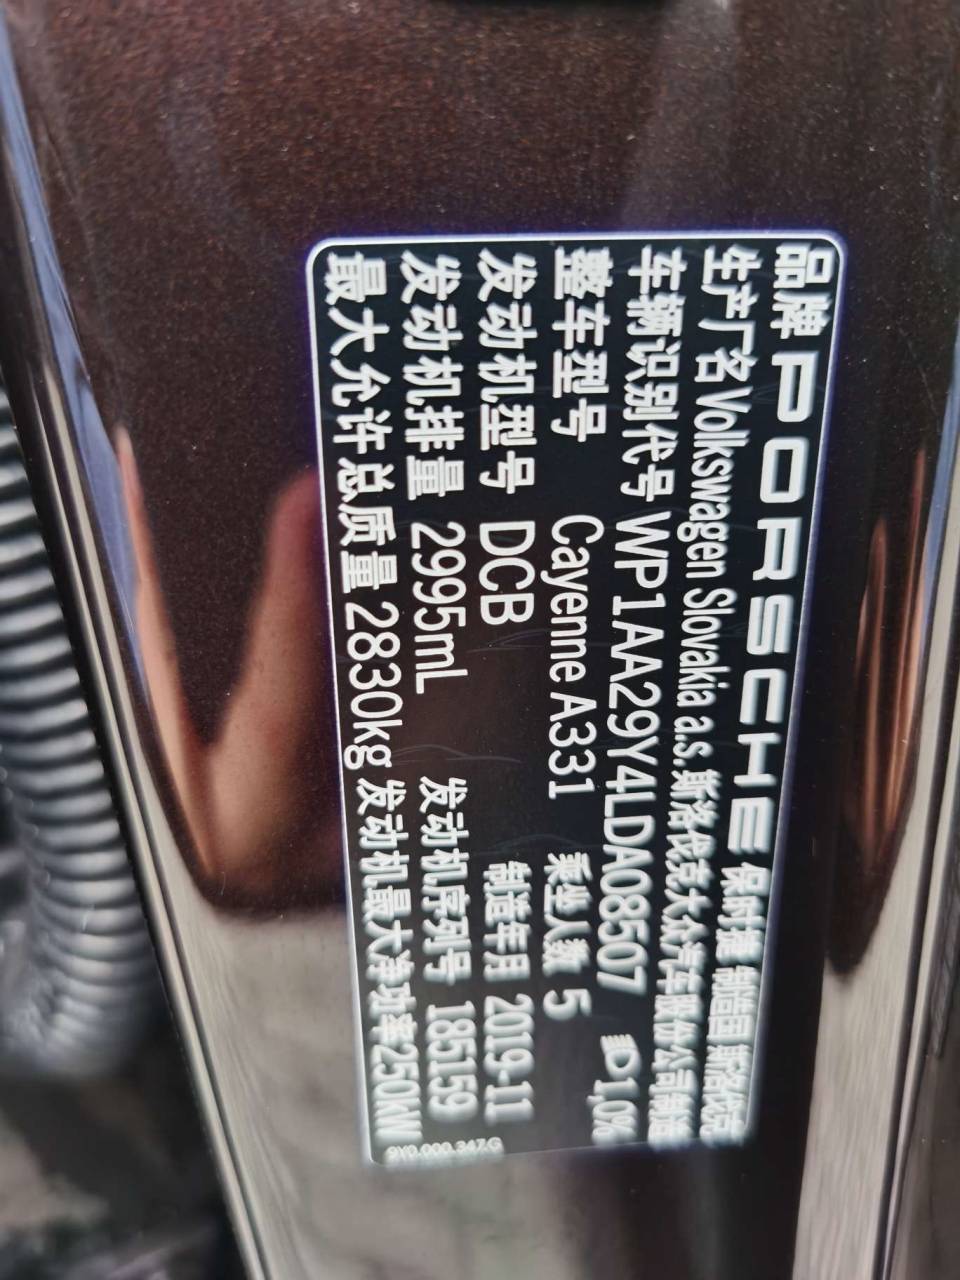 品牌 PORSCHE 保时捷 制造国 斯洛伐克
生产厂名 Volkswagen Slovakia a.s. 斯洛伐克大众汽车股份公司制造
车辆识别代号 WP1AA29Y4LDA08507 1,0%
整车型号 Cayenne A331 乘坐人数 5
发动机型号 DCB 制造年月 2019-11
发动机排量 2995mL 发动机序列号 185159
最大允许总质量 2830kg 发动机最大净功率250kW
9Y0.000.347.G